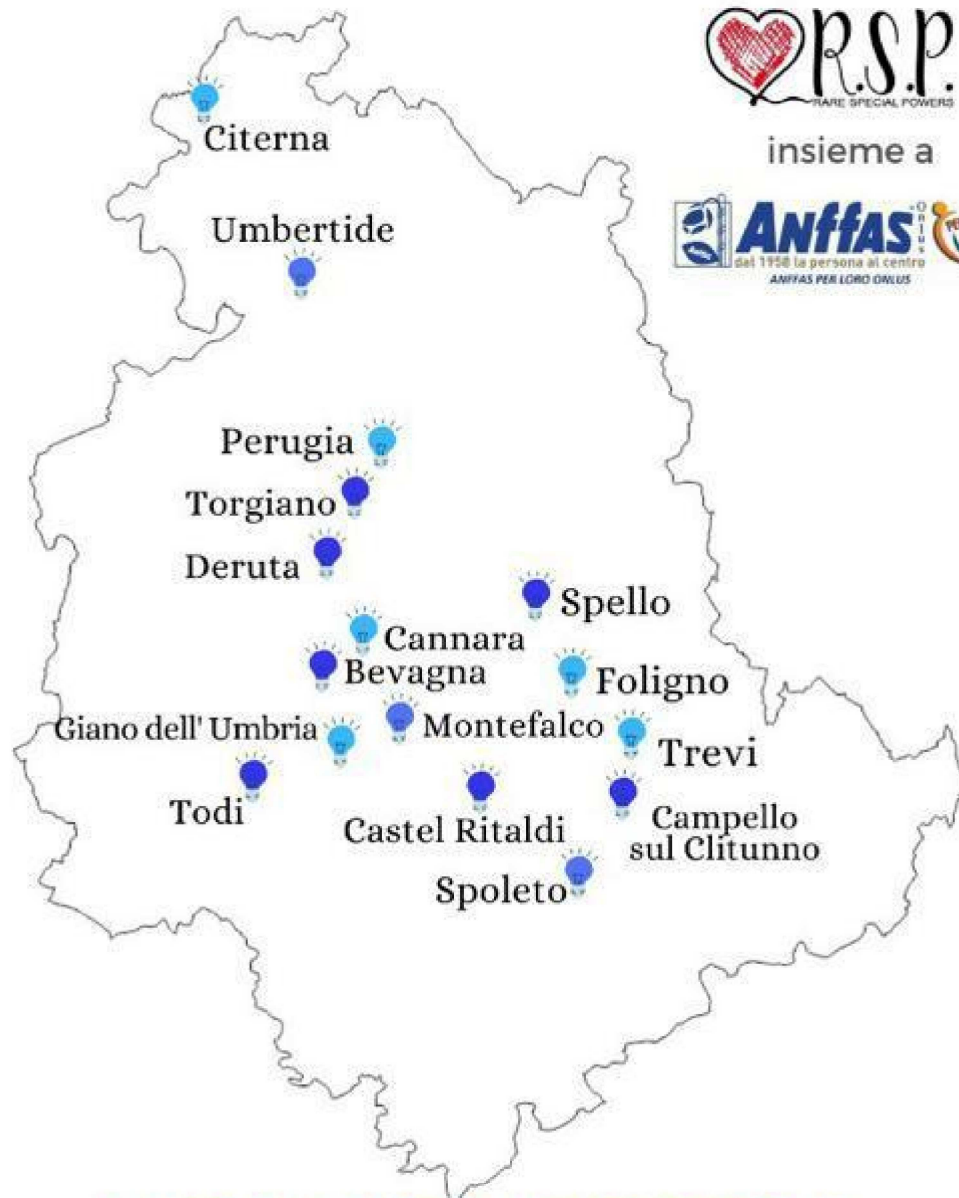 R.S.P.
RARE SPECIAL POWERS
insieme a
ANffAS
Onlus
dal 1958 la persona al centro
ANFFAS PER LORO ONLUS
Citerna
Umbertide
Perugia
Torgiano
Deruta
Spello
Cannara
Bevagna
Foligno
Giano dell' Umbria
Montefalco
Trevi
Todi
Castel Ritaldi
Campello
sul Clitunno
Spoleto